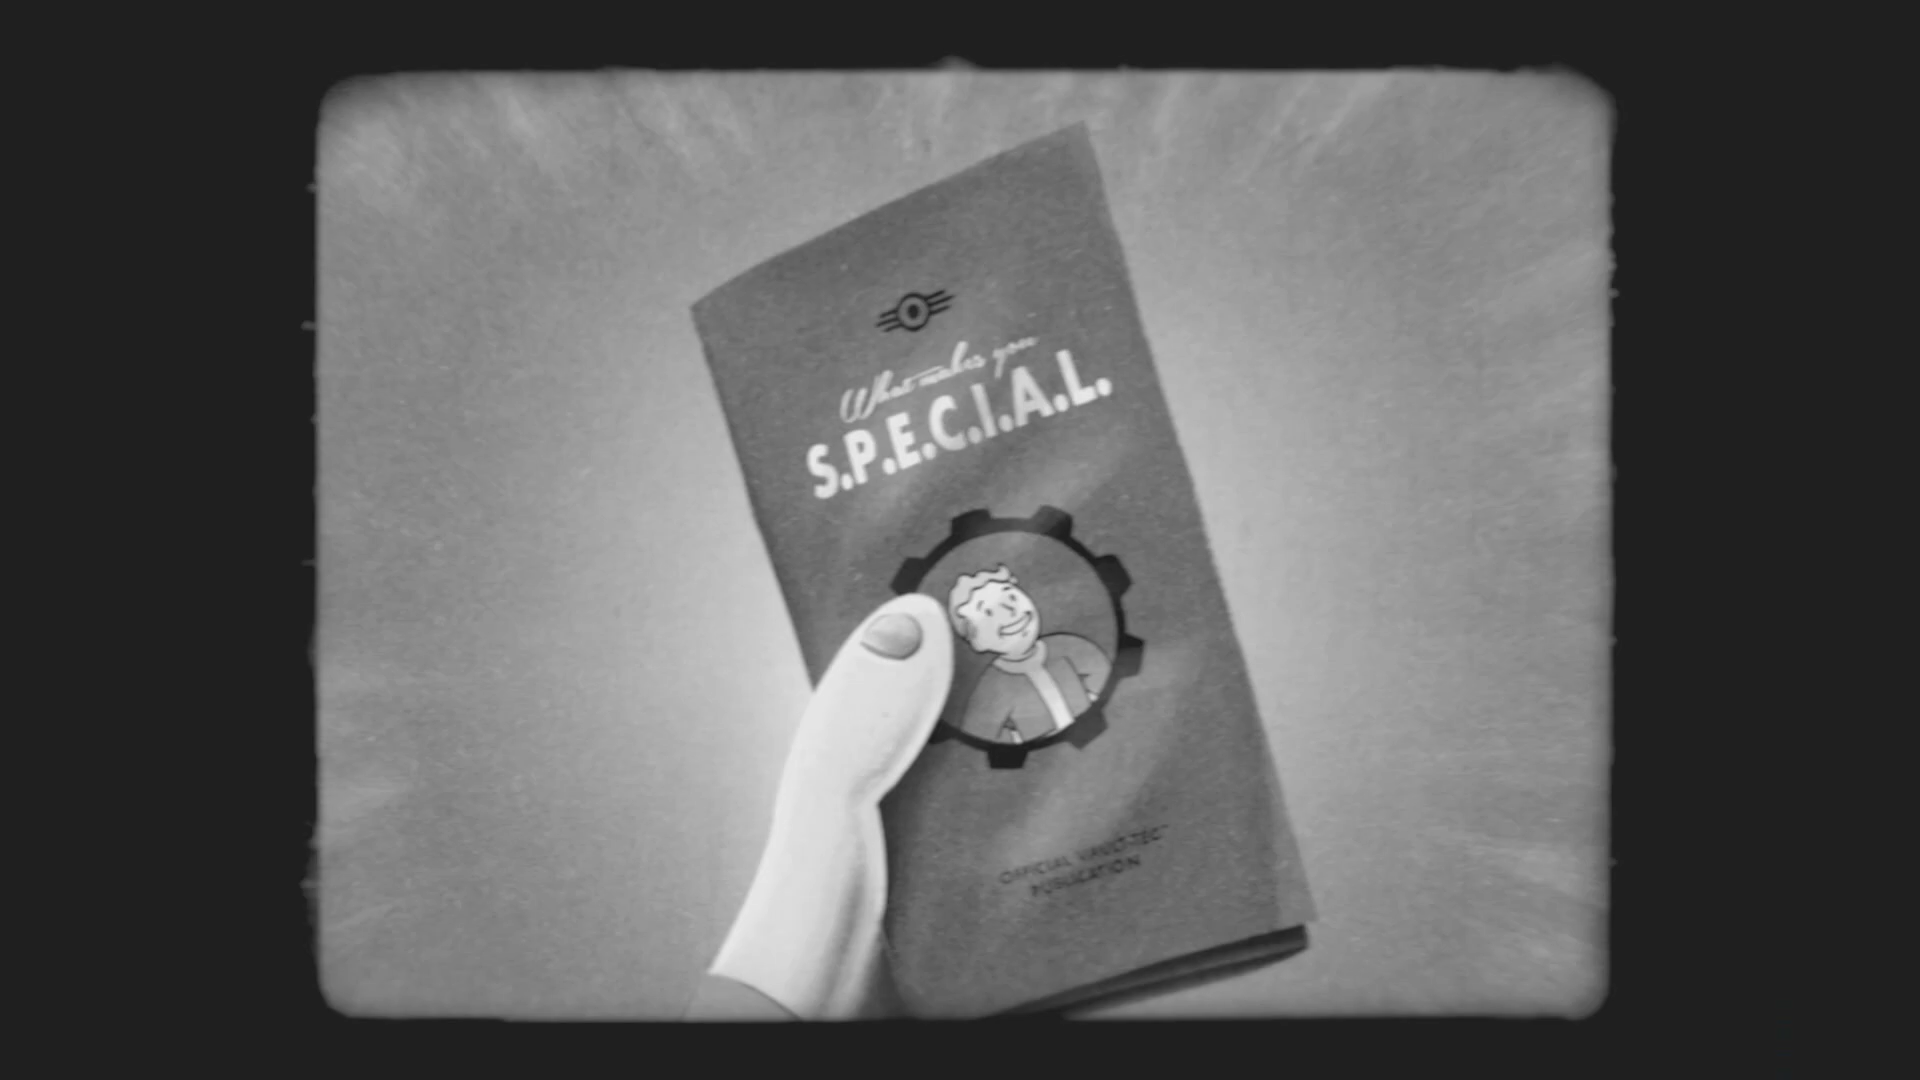 What makes you
S.P.E.C.I.A.L.
OFFICIAL VAULT-TEC
PUBLICATION